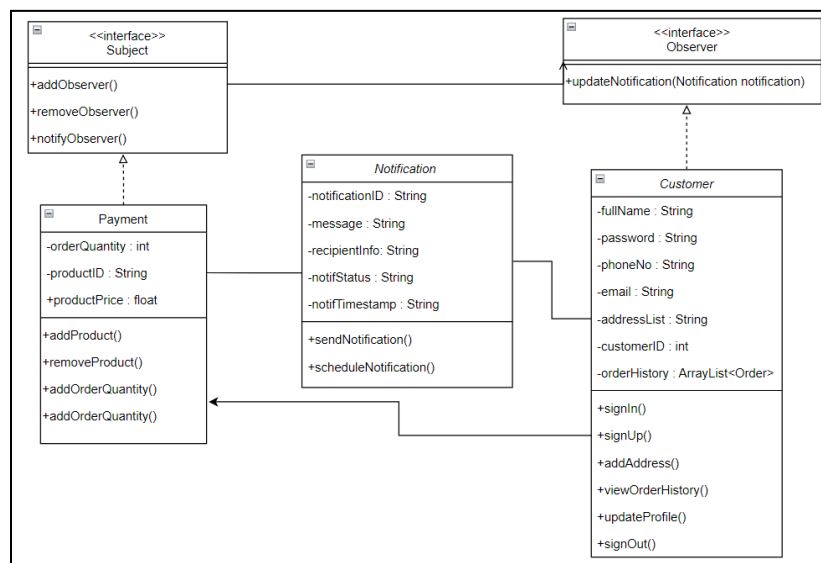 <<interface>>
Subject
+addObserver()
+removeObserver()
+notifyObserver()
<<interface>>
Observer
+updateNotification(Notification notification)
Notification
-notificationID : String
-message : String
-recipientInfo: String
-notifStatus : String
-notifTimestamp : String
+sendNotification()
+scheduleNotification()
Payment
-orderQuantity : int
-productID : String
+productPrice : float
+addProduct()
+removeProduct()
+addOrderQuantity()
+addOrderQuantity()
Customer
-fullName : String
-password : String
-phoneNo : String
-email : String
-addressList : String
-customerID : int
-orderHistory : ArrayList<Order>
+signIn()
+signUp()
+addAddress()
+viewOrderHistory()
+updateProfile()
+signOut()